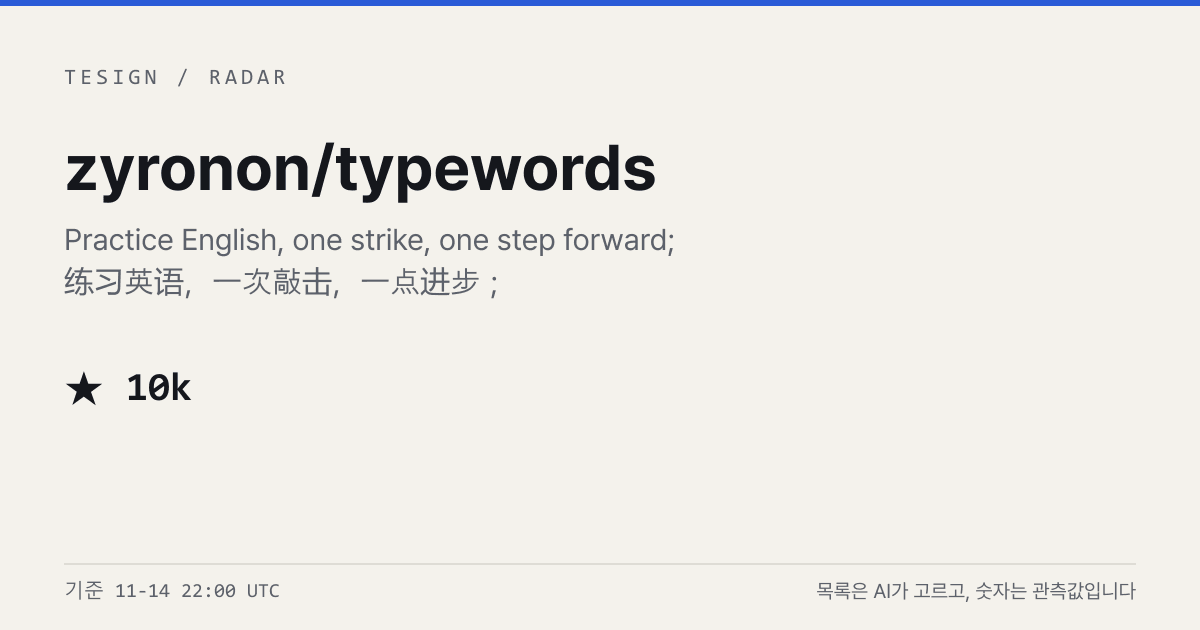 TESIGN / RADAR
zyronon/typewords
Practice English, one strike, one step forward;
练习英语，一次敲击，一点进步；
★ 10k
기준 11-14 22:00 UTC
목록은 AI가 고르고, 숫자는 관측값입니다